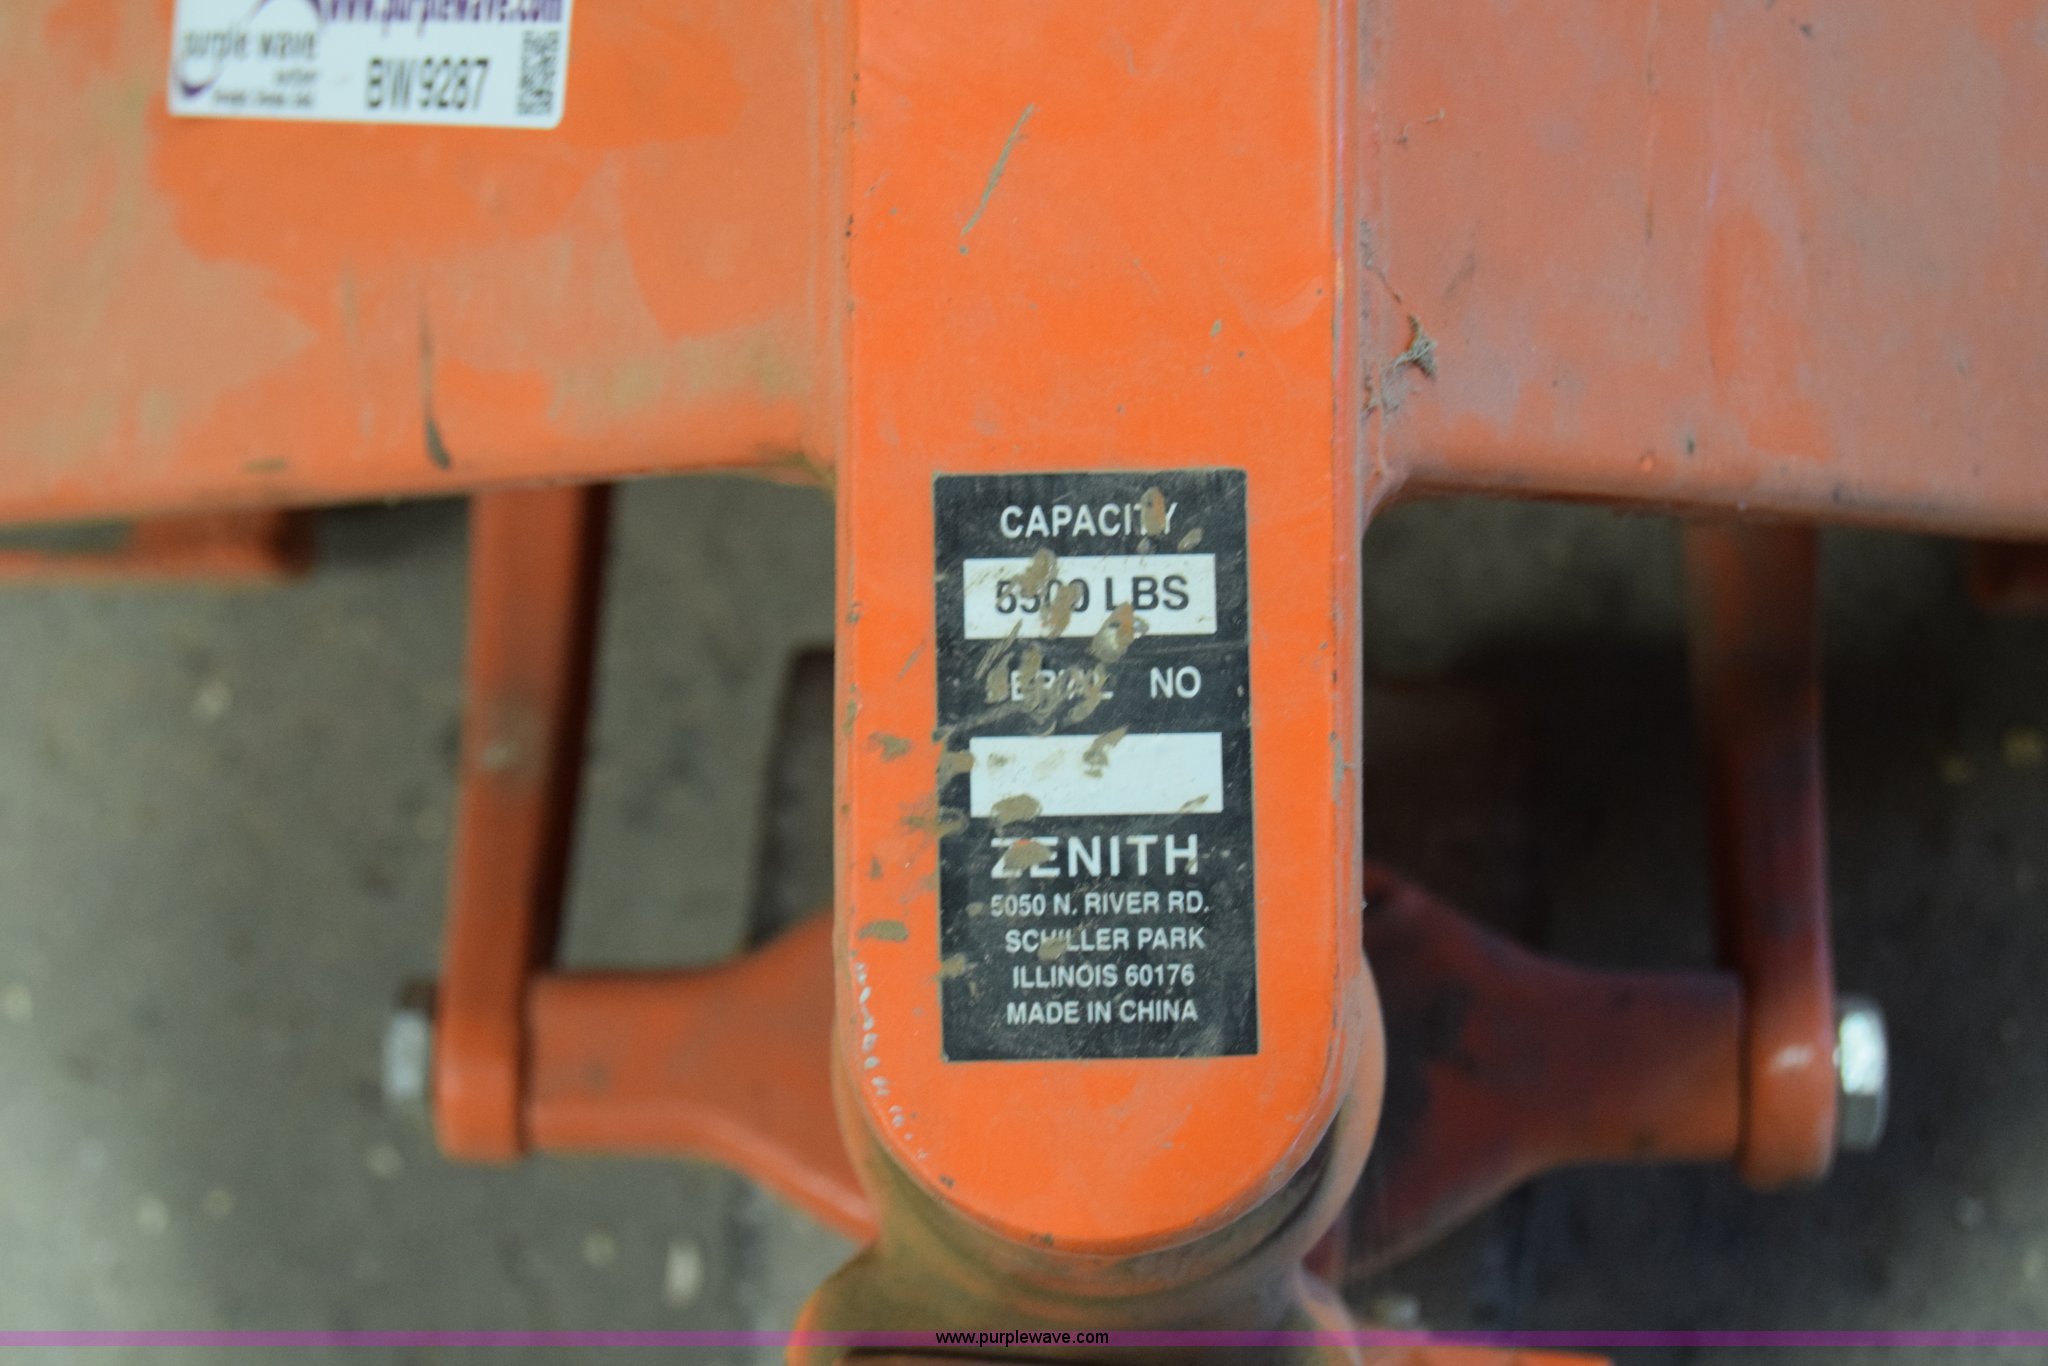 www.purplewave.com
purple wave
BW9287
CAPACITY
5500 LBS
SERIAL NO
ZENITH
5050 N. RIVER RD.
SCHILLER PARK
ILLINOIS 60176
MADE IN CHINA
www.purplewave.com